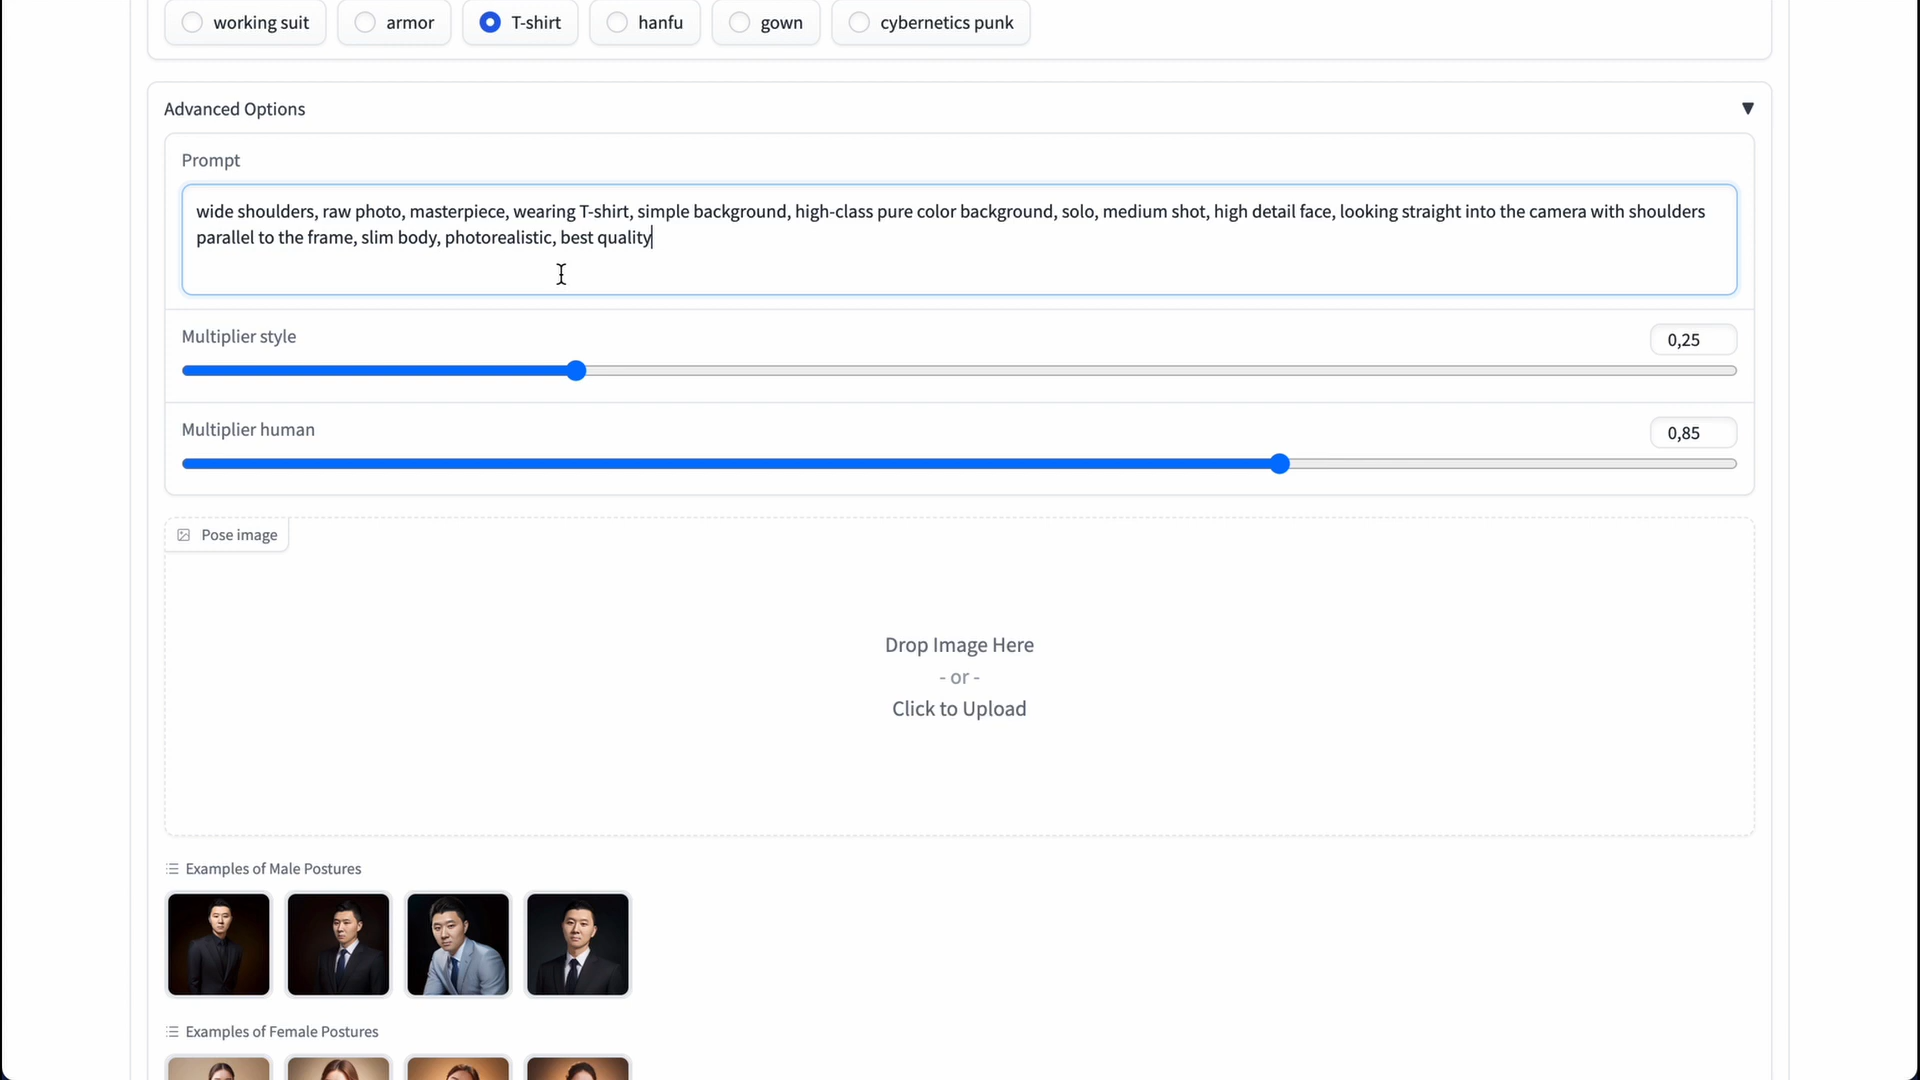 working suit
armor
T-shirt
hanfu
gown
cybernetics punk
Advanced Options
Prompt
wide shoulders, raw photo, masterpiece, wearing T-shirt, simple background, high-class pure color background, solo, medium shot, high detail face, looking straight into the camera with shoulders
parallel to the frame, slim body, photorealistic, best quality
Multiplier style
0,25
Multiplier human
0,85
Pose image
Drop Image Here
- or -
Click to Upload
Examples of Male Postures
Examples of Female Postures